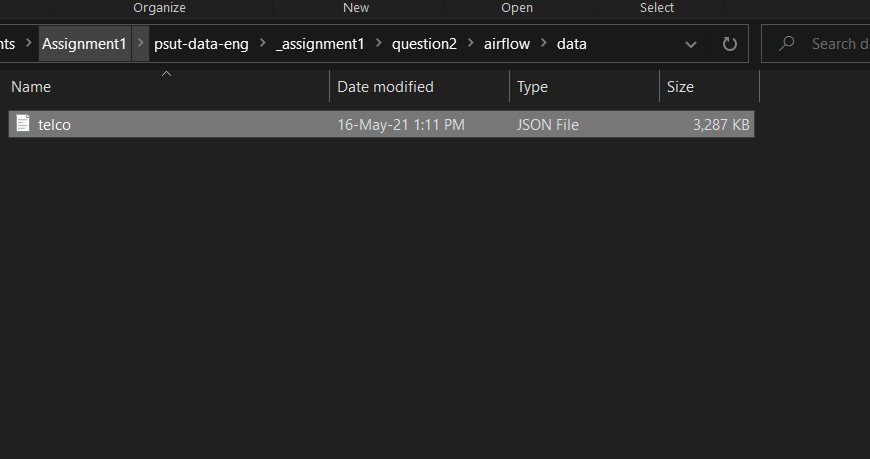 Organize New Open Select
nts > Assignment1 > psut-data-eng > _assignment1 > question2 > airflow > data Search da
Name Date modified Type Size
telco 16-May-21 1:11 PM JSON File 3,287 KB